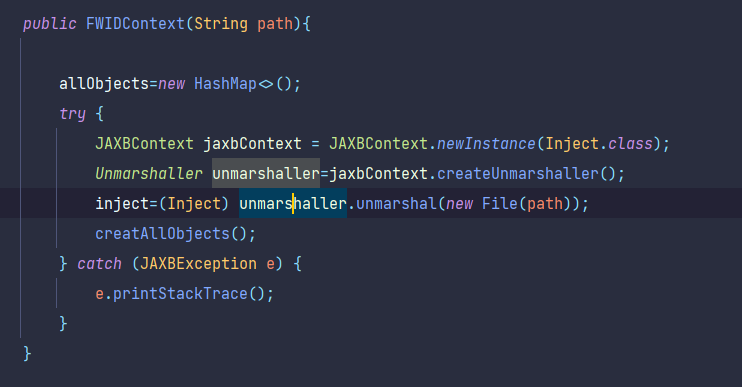 public FWIDContext(String path){
allObjects=new HashMap<>();
try {
JAXBContext jaxbContext = JAXBContext.newInstance(Inject.class);
Unmarshaller unmarshaller=jaxbContext.createUnmarshaller();
inject=(Inject) unmarshaller.unmarshal(new File(path));
creatAllObjects();
} catch (JAXBException e) {
e.printStackTrace();
}
}